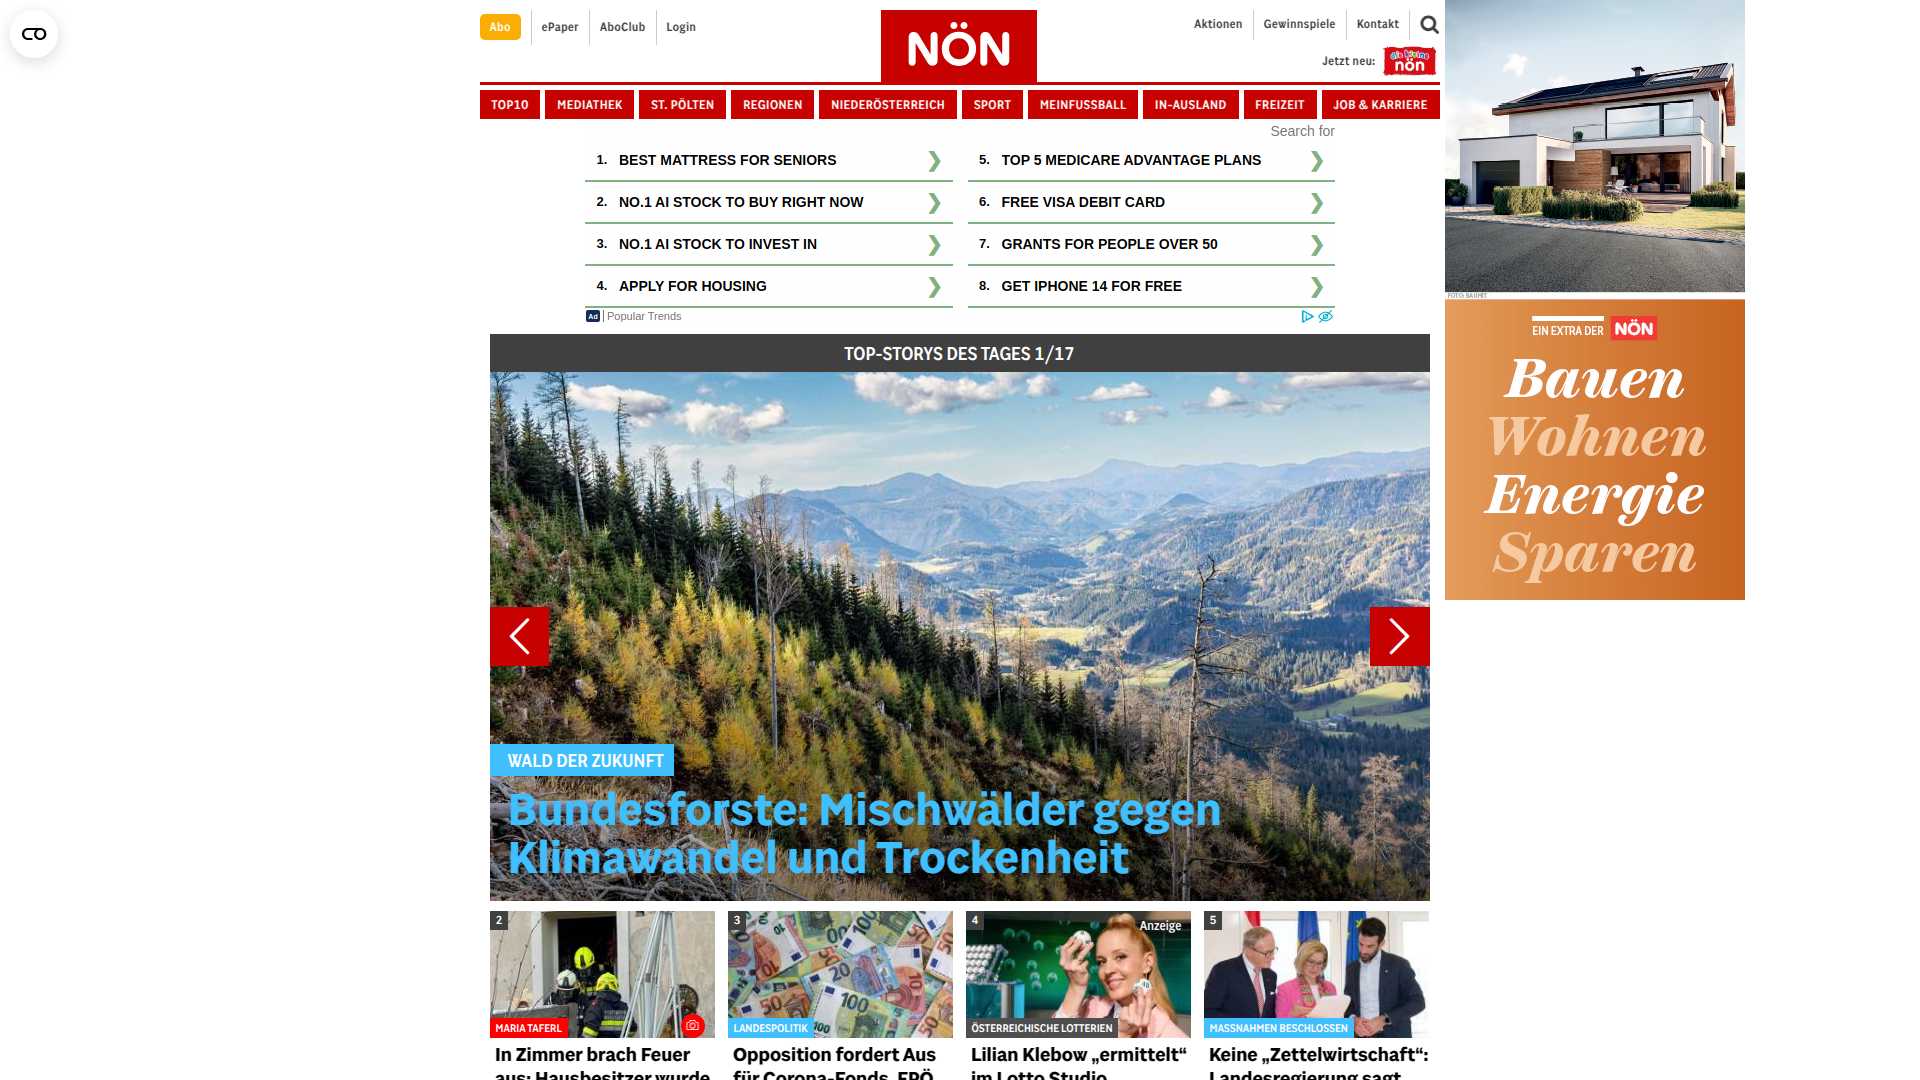 Abo
ePaper
AboClub
Login
NÖN
Aktionen
Gewinnspiele
Kontakt
Jetzt neu:
die kleine
nön
TOP10
MEDIATHEK
ST. PÖLTEN
REGIONEN
NIEDERÖSTERREICH
SPORT
MEINFUSSBALL
IN-AUSLAND
FREIZEIT
JOB & KARRIERE
Search for
1. BEST MATTRESS FOR SENIORS
2. NO.1 AI STOCK TO BUY RIGHT NOW
3. NO.1 AI STOCK TO INVEST IN
4. APPLY FOR HOUSING
5. TOP 5 MEDICARE ADVANTAGE PLANS
6. FREE VISA DEBIT CARD
7. GRANTS FOR PEOPLE OVER 50
8. GET IPHONE 14 FOR FREE
Ad
Popular Trends
FOTO: BAUMIT
EIN EXTRA DER NÖN
Bauen
Wohnen
Energie
Sparen
TOP-STORYS DES TAGES 1/17
WALD DER ZUKUNFT
Bundesforste: Mischwälder gegen
Klimawandel und Trockenheit
2
MARIA TAFERL
In Zimmer brach Feuer
aus: Hausbesitzer wurde
3
LANDESPOLITIK
Opposition fordert Aus
für Corona-Fonds, FPÖ
4
Anzeige
ÖSTERREICHISCHE LOTTERIEN
Lilian Klebow „ermittelt“
im Lotto Studio
5
MASSNAHMEN BESCHLOSSEN
Keine „Zettelwirtschaft“:
Landesregierung sagt